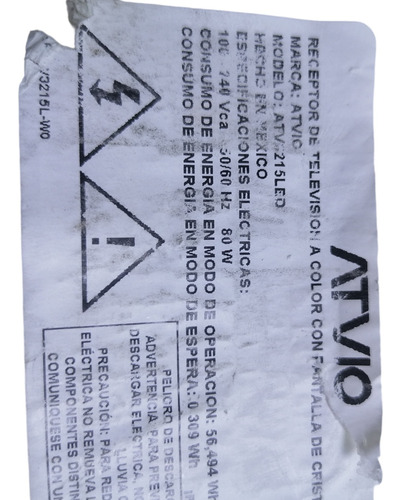 ATVIO
RECEPTOR DE TELEVISION A COLOR CON PANTALLA DE CRIS
MARCA: ATVIO
MODELO: ATV 215LED
HECHO EN MEXICO
ESPECIFICACIONES ELECTRICAS:
100 240 Vca 50/60 Hz 80 W
CONSUMO DE ENERGIA EN MODO DE OPERACION: 56,494 Wh
CONSUMO DE ENERGIA EN MODO DE ESPERA: 0 309 Wh
V3215L-W0
PELIGRO DE DESCAR
ADVERTENCIA: PARA PREV
DESCARGAR ELECTRICA, NO
LLUVIA O
PRECAUCIÓN: PARA RED
ELÉCTRICA NO REMUEVA L
COMPONENTES DISTIN
COMUNIQUESE CON U